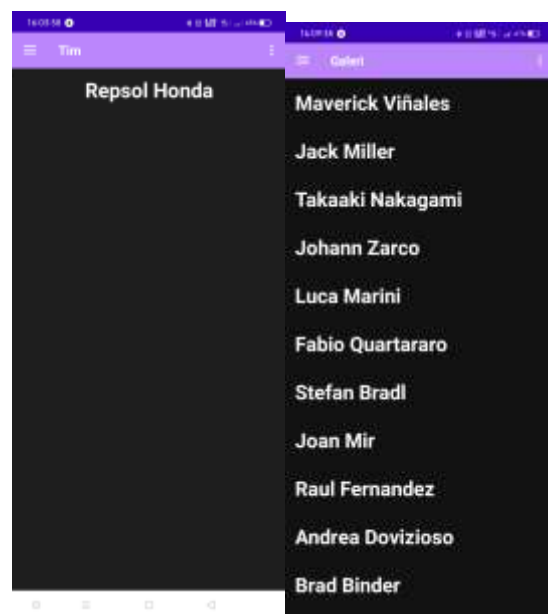 Tim
Repsol Honda
Galeri
Maverick Viñales
Jack Miller
Takaaki Nakagami
Johann Zarco
Luca Marini
Fabio Quartararo
Stefan Bradl
Joan Mir
Raul Fernandez
Andrea Dovizioso
Brad Binder